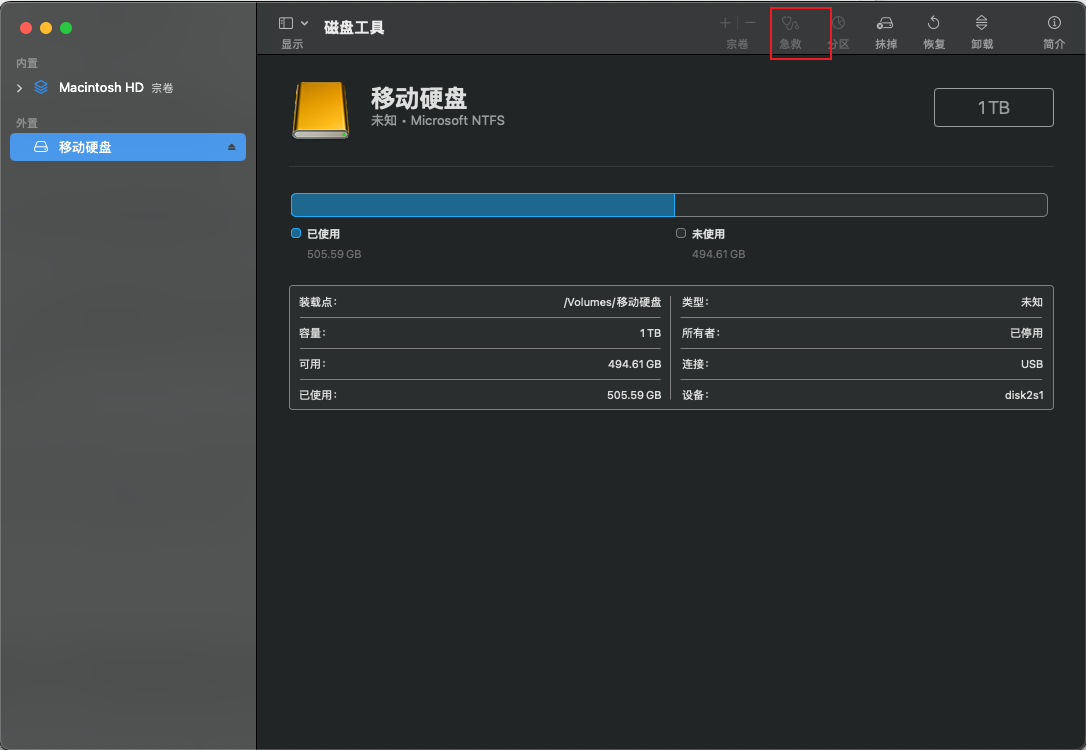 显示
磁盘工具
宗卷
急救
分区
抹掉
恢复
卸载
简介
内置
Macintosh HD 宗卷
外置
移动硬盘
移动硬盘
未知 • Microsoft NTFS
1 TB
已使用
505.59 GB
未使用
494.61 GB
装载点: /Volumes/移动硬盘
类型: 未知
容量: 1 TB
所有者: 已停用
可用: 494.61 GB
连接: USB
已使用: 505.59 GB
设备: disk2s1